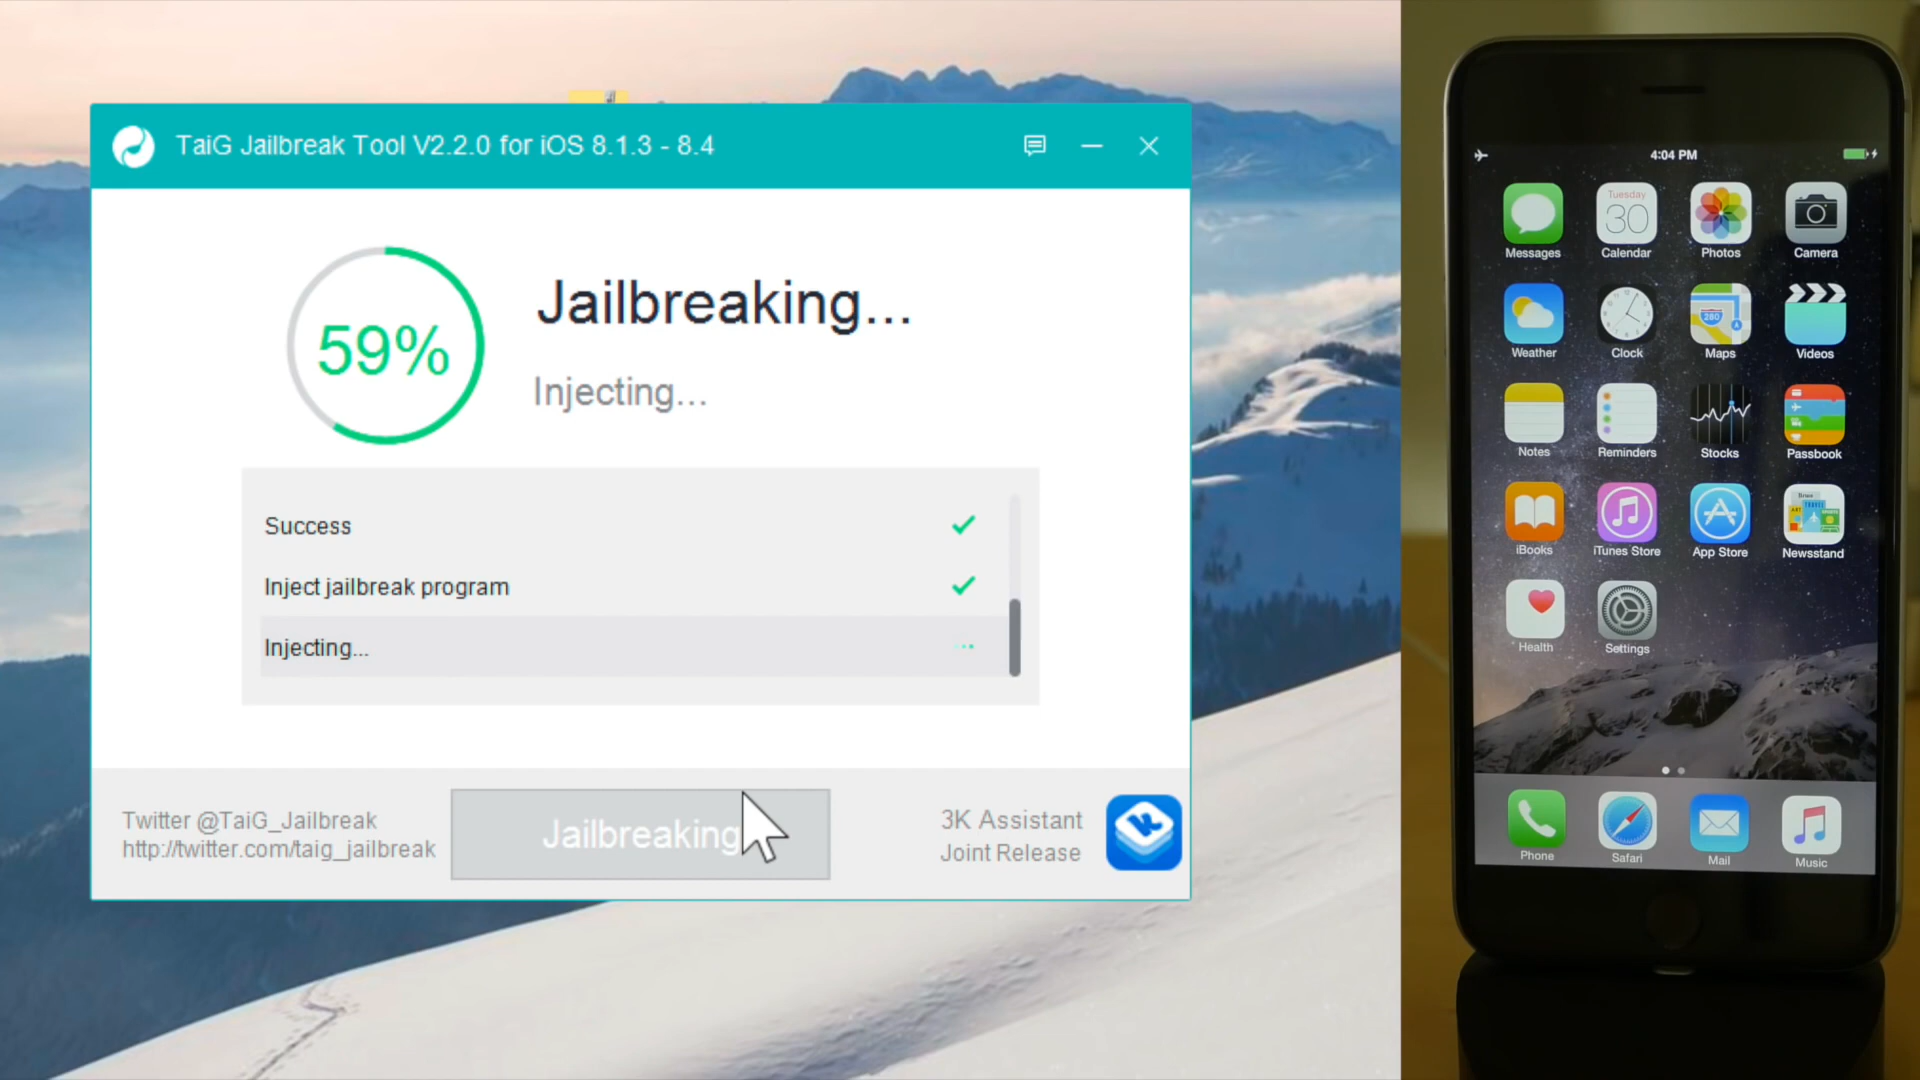 TaiG Jailbreak Tool V2.2.0 for iOS 8.1.3 - 8.4
59%
Jailbreaking...
Injecting...
Success
Inject jailbreak program
Injecting...
Twitter @TaiG_Jailbreak
http://twitter.com/taig_jailbreak
Jailbreaking
3K Assistant
Joint Release
4:04 PM
Tuesday
30
Messages
Calendar
Photos
Camera
280
Weather
Clock
Maps
Videos
Notes
Reminders
Stocks
Passbook
iBooks
iTunes Store
App Store
Newsstand
Health
Settings
Phone
Safari
Mail
Music